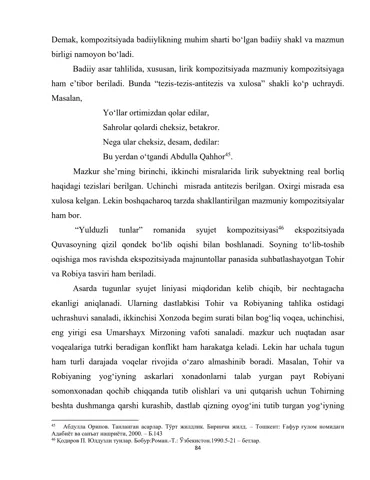 Demak, kompozitsiyada badiiylikning muhim sharti bo‘lgan badiiy shakl va mazmun
birligi namoyon bo‘ladi.
Badiiy asar tahlilida, xususan, lirik kompozitsiyada mazmuniy kompozitsiyaga
ham e’tibor beriladi. Bunda “tezis-tezis-antitezis va xulosa” shakli ko‘p uchraydi.
Masalan,
Yo‘llar ortimizdan qolar edilar,
Sahrolar qolardi cheksiz, betakror.
Nega ular cheksiz, desam, dedilar:
Bu yerdan o‘tgandi Abdulla Qahhor45.
Mazkur she’rning birinchi, ikkinchi misralarida lirik subyektning real borliq
haqidagi tezislari berilgan. Uchinchi misrada antitezis berilgan. Oxirgi misrada esa
xulosa kelgan. Lekin boshqacharoq tarzda shakllantirilgan mazmuniy kompozitsiyalar
ham bor.
“Yulduzli tunlar” romanida syujet kompozitsiyasi46 ekspozitsiyada
Quvasoyning qizil qondek bo‘lib oqishi bilan boshlanadi. Soyning to‘lib-toshib
oqishiga mos ravishda ekspozitsiyada majnuntollar panasida suhbatlashayotgan Tohir
va Robiya tasviri ham beriladi.
Asarda tugunlar syujet liniyasi miqdoridan kelib chiqib, bir nechtagacha
ekanligi aniqlanadi. Ularning dastlabkisi Tohir va Robiyaning tahlika ostidagi
uchrashuvi sanaladi, ikkinchisi Xonzoda begim surati bilan bog‘liq voqea, uchinchisi,
eng yirigi esa Umarshayx Mirzoning vafoti sanaladi. mazkur uch nuqtadan asar
voqealariga tutrki beradigan konflikt ham harakatga keladi. Lekin har uchala tugun
ham turli darajada voqelar rivojida o‘zaro almashinib boradi. Masalan, Tohir va
Robiyaning yog‘iyning askarlari xonadonlarni talab yurgan payt Robiyani
somonxonadan qochib chiqqanda tutib olishlari va uni qutqarish uchun Tohirning
beshta dushmanga qarshi kurashib, dastlab qizning oyog‘ini tutib turgan yog‘iyning
45 Абдулла Орипов. Танланган асарлар. Тўрт жилдлик. Биринчи жилд. – Тошкент: Ғафур ғулом номидаги
Адабиёт ва санъат нашриёти, 2000. – Б.143
46 Қодиров П. Юлдузли тунлар. Бобур:Роман.-Т.: Ўзбекистон.1990.5-21 – бетлар.
84